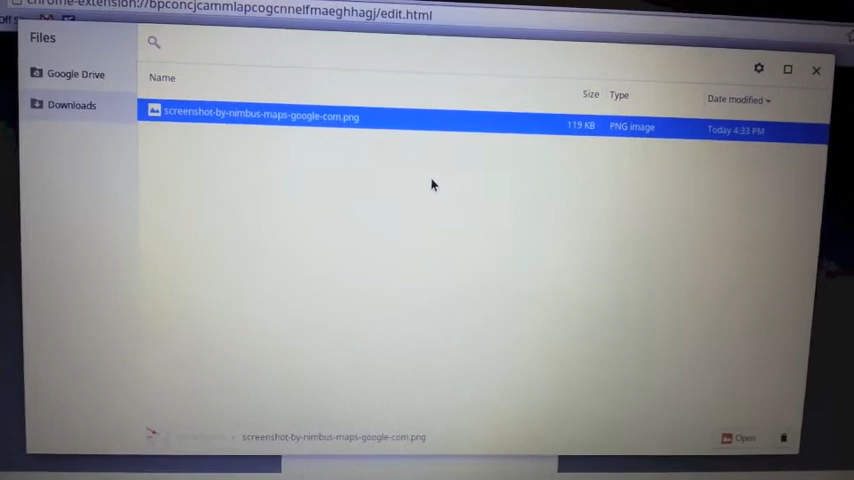 chrome-extension://bpconcjcammlapcogcnnelfmaeghhagj/edit.html
Files
Google Drive
Downloads
Name
Size
Type
Date modified
screenshot-by-nimbus-maps-google-com.png
119 KB
PNG image
Today 4:33 PM
screenshot-by-nimbus-maps-google-com.png
Open